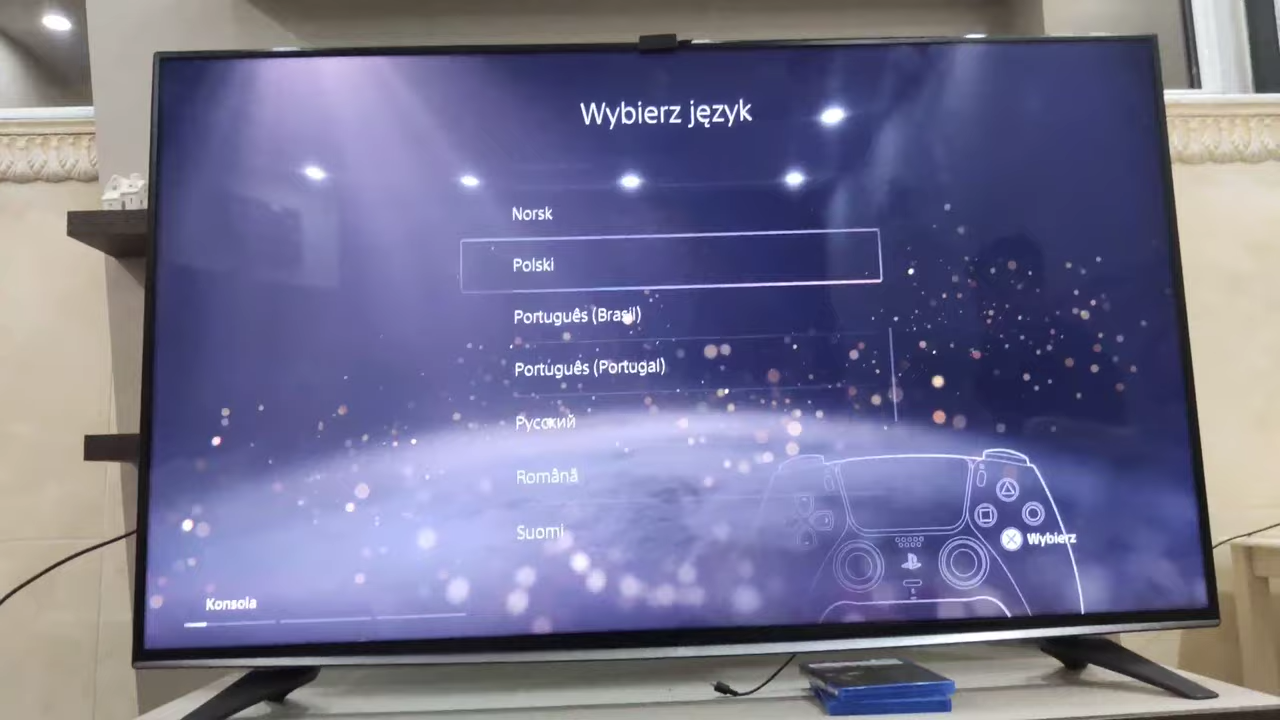 Wybierz język
Norsk
Polski
Português (Brasil)
Português (Portugal)
Русский
Română
Suomi
Wybierz
Konsola